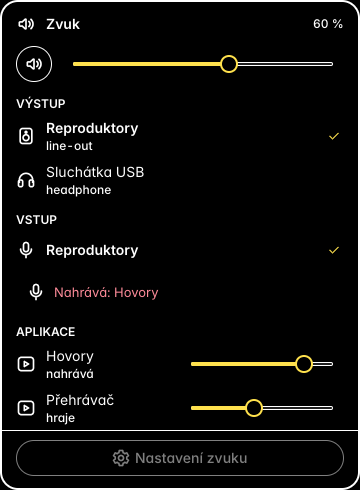 Zvuk
60 %
VÝSTUP
Reproduktory
line-out
Sluchátka USB
headphone
VSTUP
Reproduktory
Nahrává: Hovory
APLIKACE
Hovory
nahrává
Přehrávač
hraje
Nastavení zvuku